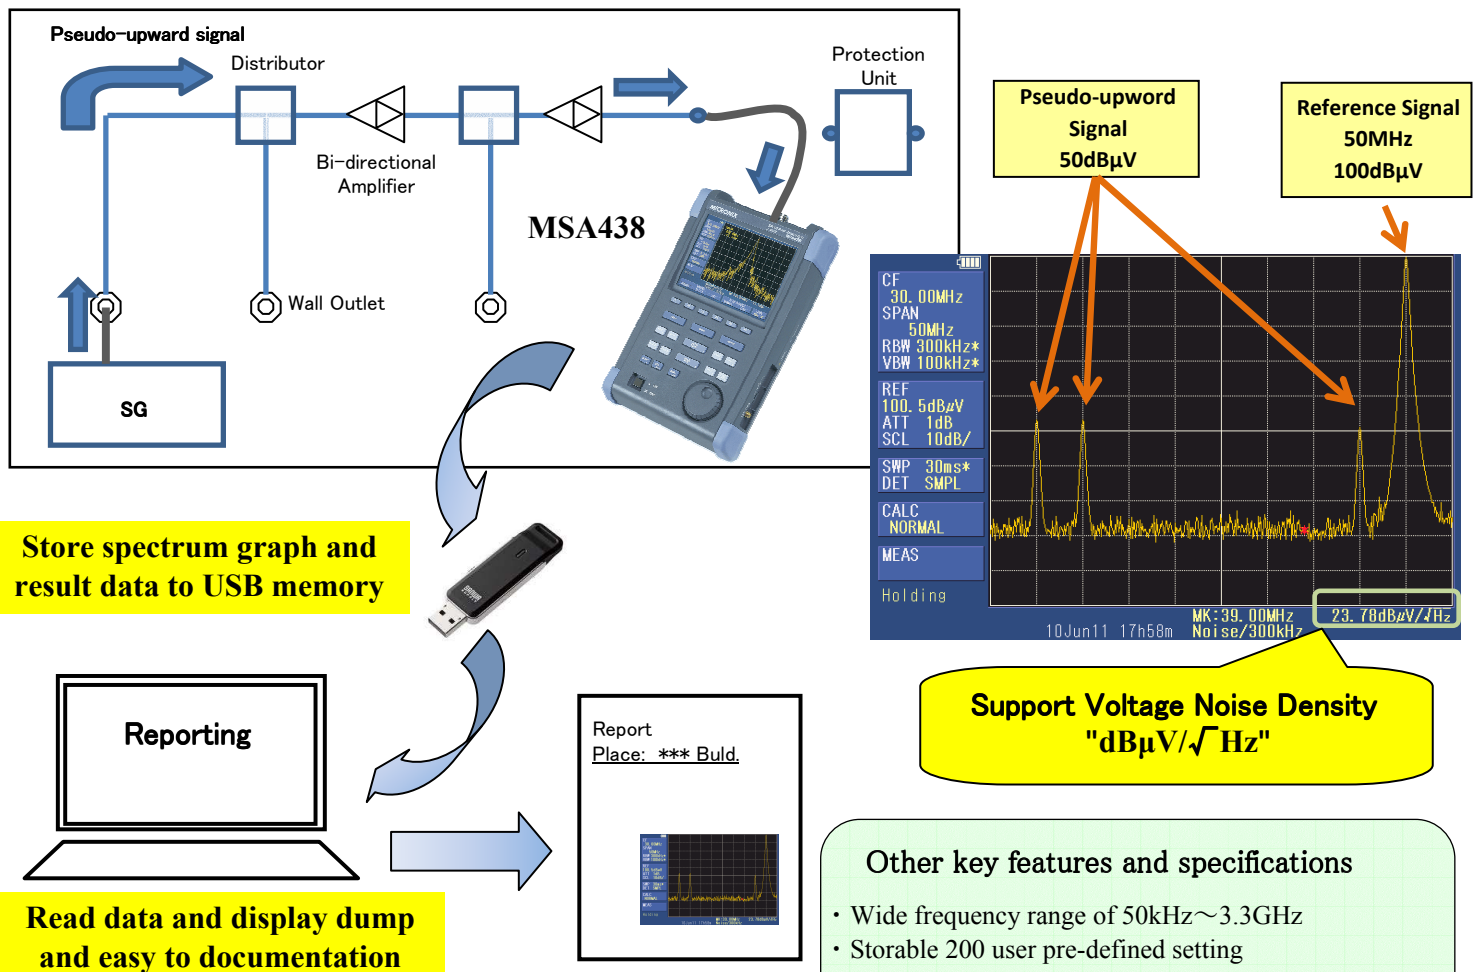 Pseudo-upward signal
Distributor
Bi-directional
Amplifier
Protection
Unit
MSA438
MICRONIX
Wall Outlet
SG
Pseudo-upword
Signal
50dBμV
Reference Signal
50MHz
100dBμV
CF
30.00MHz
SPAN
50MHz
RBW 300kHz*
VBW 100kHz*
REF
100.5dBμV
ATT 1dB
SCL 10dB/
SWP 30ms*
DET SMPL
CALC
NORMAL
MEAS
Holding
MK:39.00MHz 23.78dBμV/√Hz
10Jun11 17h58m Noise/300kHz
Support Voltage Noise Density
"dBμV/√Hz"
Store spectrum graph and
result data to USB memory
Reporting
Read data and display dump
and easy to documentation
Report
Place: *** Buld.
Other key features and specifications
・Wide frequency range of 50kHz～3.3GHz
・Storable 200 user pre-defined setting